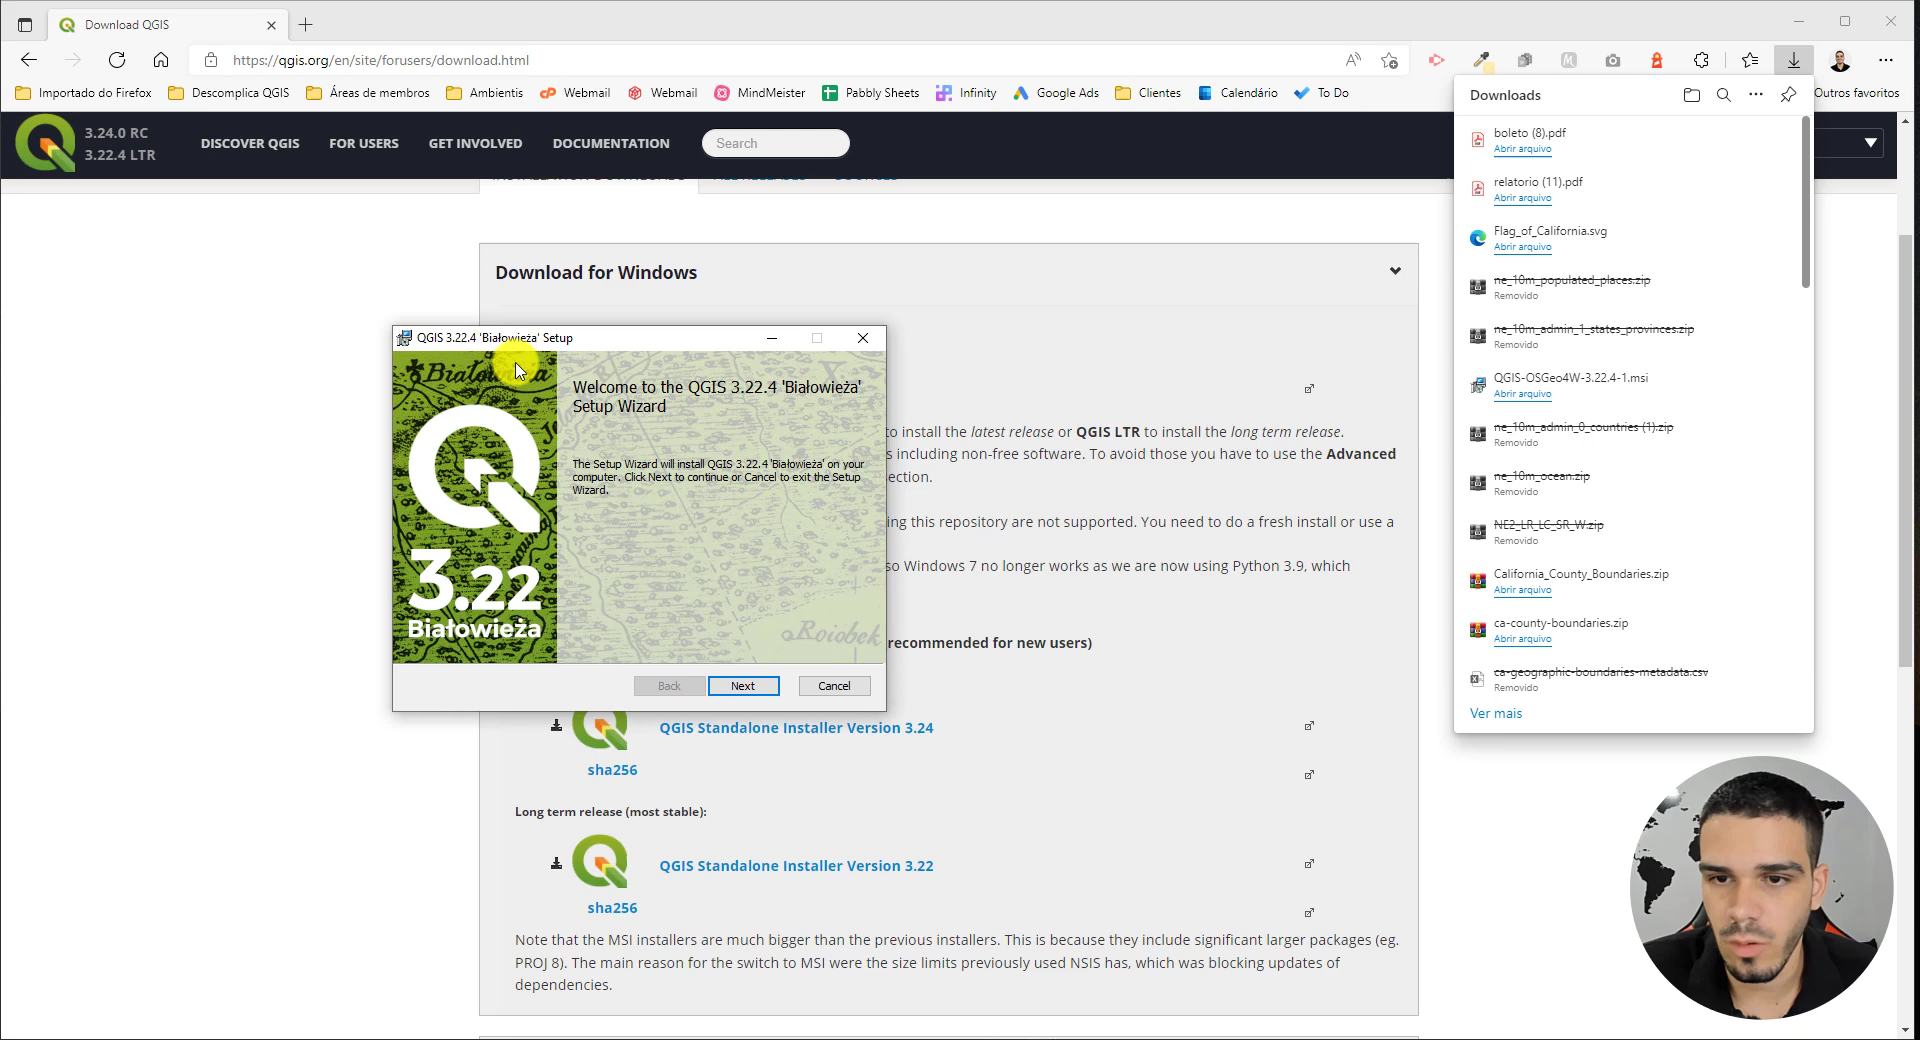 Download QGIS
https://qgis.org/en/site/forusers/download.html
Importado do Firefox
Descomplica QGIS
Áreas de membros
Ambientis
Webmail
Webmail
MindMeister
Pabbly Sheets
Infinity
Google Ads
Clientes
Calendário
To Do
Outros favoritos
3.24.0 RC
3.22.4 LTR
DISCOVER QGIS
FOR USERS
GET INVOLVED
DOCUMENTATION
Search
Download for Windows
to install the latest release or QGIS LTR to install the long term release.
s including non-free software. To avoid those you have to use the Advanced
ection.
ing this repository are not supported. You need to do a fresh install or use a
so Windows 7 no longer works as we are now using Python 3.9, which
recommended for new users)
QGIS Standalone Installer Version 3.24
sha256
Long term release (most stable):
QGIS Standalone Installer Version 3.22
sha256
Note that the MSI installers are much bigger than the previous installers. This is because they include significant larger packages (eg.
PROJ 8). The main reason for the switch to MSI were the size limits previously used NSIS has, which was blocking updates of
dependencies.
QGIS 3.22.4 'Białowieża' Setup
3.22
Białowieża
Welcome to the QGIS 3.22.4 'Białowieża'
Setup Wizard
The Setup Wizard will install QGIS 3.22.4 'Białowieża' on your
computer. Click Next to continue or Cancel to exit the Setup
Wizard.
Back
Next
Cancel
Downloads
boleto (8).pdf
Abrir arquivo
relatorio (11).pdf
Abrir arquivo
Flag_of_California.svg
Abrir arquivo
ne_10m_populated_places.zip
Removido
ne_10m_admin_1_states_provinces.zip
Removido
QGIS-OSGeo4W-3.22.4-1.msi
Abrir arquivo
ne_10m_admin_0_countries (1).zip
Removido
ne_10m_ocean.zip
Removido
NE2_LR_LC_SR_W.zip
Removido
California_County_Boundaries.zip
Abrir arquivo
ca-county-boundaries.zip
Abrir arquivo
ca-geographic-boundaries-metadata.csv
Removido
Ver mais